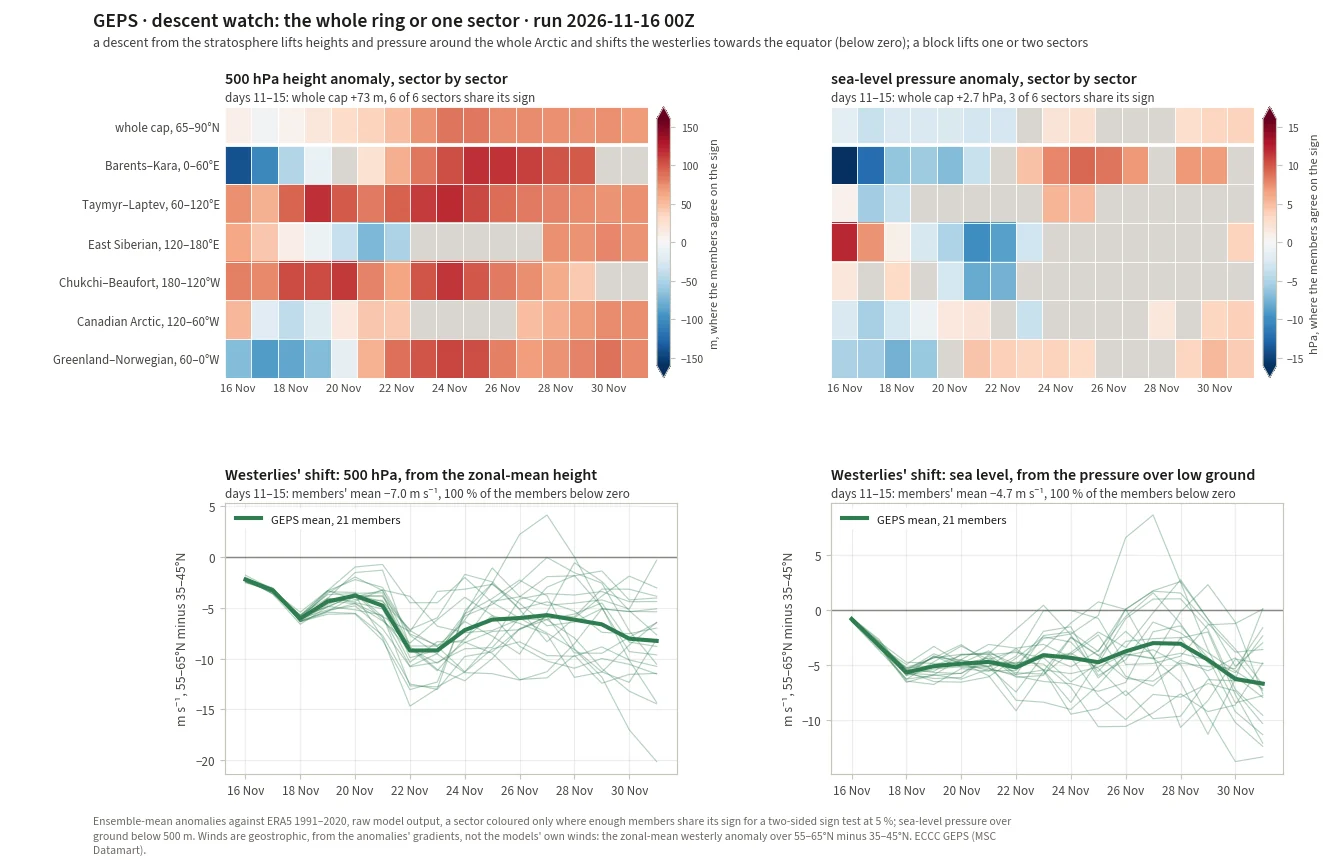 GEPS · descent watch: the whole ring or one sector · run 2026-11-16 00Z
a descent from the stratosphere lifts heights and pressure around the whole Arctic and shifts the westerlies towards the equator (below zero); a block lifts one or two sectors
500 hPa height anomaly, sector by sector
days 11–15: whole cap +73 m, 6 of 6 sectors share its sign
whole cap, 65–90°N
Barents–Kara, 0–60°E
Taymyr–Laptev, 60–120°E
East Siberian, 120–180°E
Chukchi–Beaufort, 180–120°W
Canadian Arctic, 120–60°W
Greenland–Norwegian, 60–0°W
16 Nov 18 Nov 20 Nov 22 Nov 24 Nov 26 Nov 28 Nov 30 Nov
150
100
50
0
−50
−100
−150
m, where the members agree on the sign
sea-level pressure anomaly, sector by sector
days 11–15: whole cap +2.7 hPa, 3 of 6 sectors share its sign
16 Nov 18 Nov 20 Nov 22 Nov 24 Nov 26 Nov 28 Nov 30 Nov
15
10
5
0
−5
−10
−15
hPa, where the members agree on the sign
Westerlies' shift: 500 hPa, from the zonal-mean height
days 11–15: members' mean −7.0 m s⁻¹, 100 % of the members below zero
GEPS mean, 21 members
5
0
−5
−10
−15
−20
m s⁻¹, 55–65°N minus 35–45°N
16 Nov 18 Nov 20 Nov 22 Nov 24 Nov 26 Nov 28 Nov 30 Nov
Westerlies' shift: sea level, from the pressure over low ground
days 11–15: members' mean −4.7 m s⁻¹, 100 % of the members below zero
GEPS mean, 21 members
5
0
−5
−10
m s⁻¹, 55–65°N minus 35–45°N
16 Nov 18 Nov 20 Nov 22 Nov 24 Nov 26 Nov 28 Nov 30 Nov
Ensemble-mean anomalies against ERA5 1991–2020, raw model output, a sector coloured only where enough members share its sign for a two-sided sign test at 5 %; sea-level pressure over
ground below 500 m. Winds are geostrophic, from the anomalies' gradients, not the models' own winds: the zonal-mean westerly anomaly over 55–65°N minus 35–45°N. ECCC GEPS (MSC
Datamart).